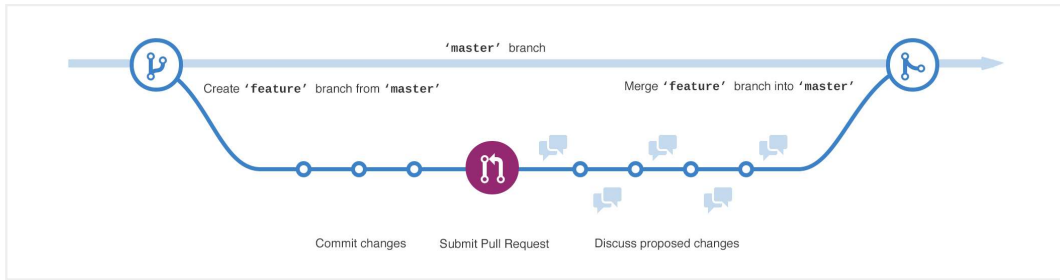 ‘master’ branch
Create ‘feature’ branch from ‘master’
Merge ‘feature’ branch into ‘master’
Commit changes
Submit Pull Request
Discuss proposed changes